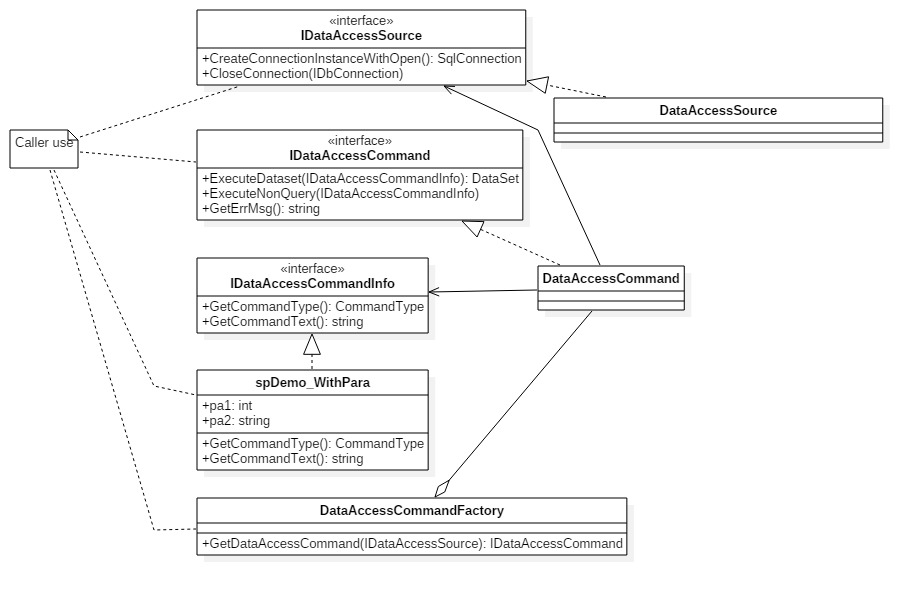 «interface»
IDataAccessSource
+CreateConnectionInstanceWithOpen(): SqlConnection
+CloseConnection(IDbConnection)
DataAccessSource
Caller use
«interface»
IDataAccessCommand
+ExecuteDataset(IDataAccessCommandInfo): DataSet
+ExecuteNonQuery(IDataAccessCommandInfo)
+GetErrMsg(): string
«interface»
IDataAccessCommandInfo
+GetCommandType(): CommandType
+GetCommandText(): string
DataAccessCommand
spDemo_WithPara
+pa1: int
+pa2: string
+GetCommandType(): CommandType
+GetCommandText(): string
DataAccessCommandFactory
+GetDataAccessCommand(IDataAccessSource): IDataAccessCommand